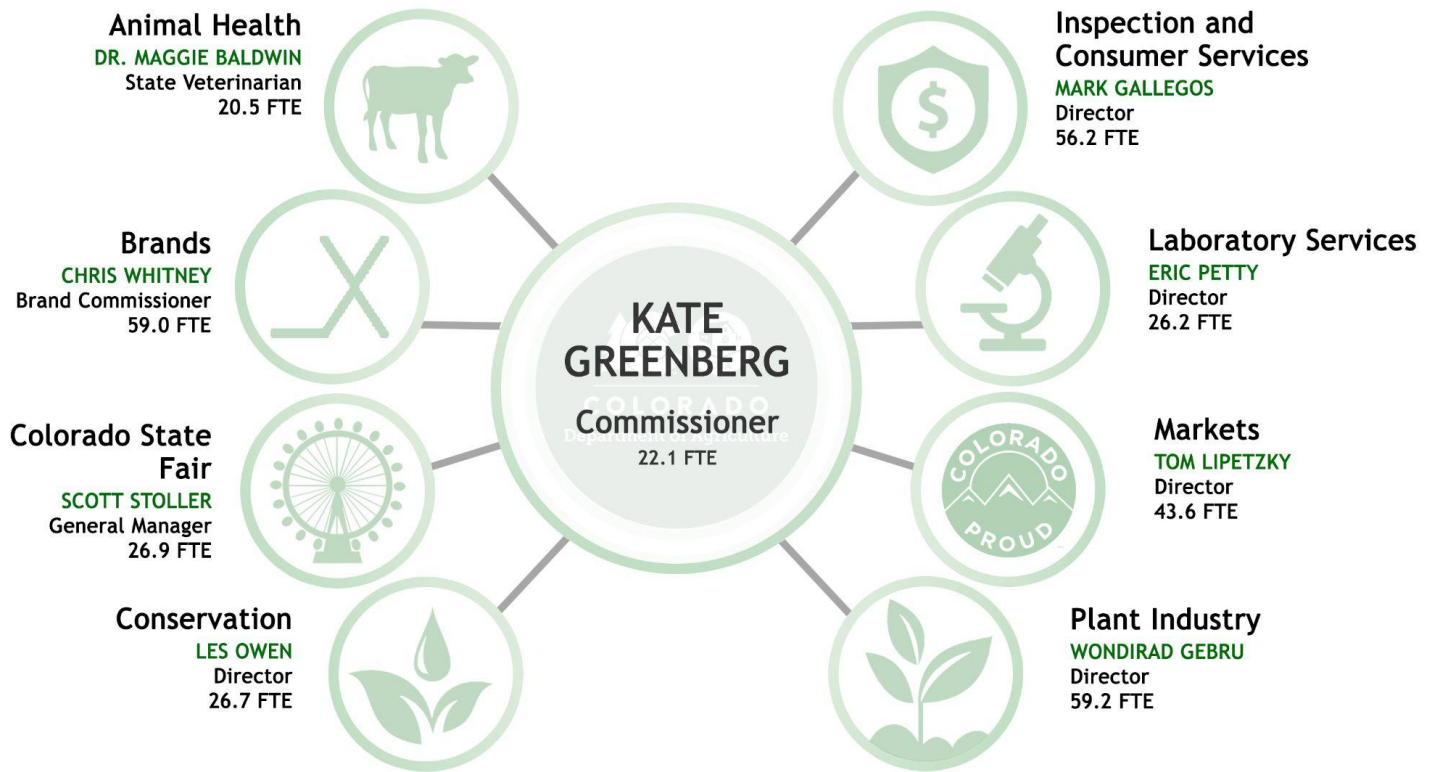 Animal Health
DR. MAGGIE BALDWIN
State Veterinarian
20.5 FTE
Brands
CHRIS WHITNEY
Brand Commissioner
59.0 FTE
Colorado State
Fair
SCOTT STOLLER
General Manager
26.9 FTE
Conservation
LES OWEN
Director
26.7 FTE
KATE
GREENBERG
COLORADO
Commissioner
Department of Agriculture
22.1 FTE
Inspection and
Consumer Services
MARK GALLEGOS
Director
56.2 FTE
$
Laboratory Services
ERIC PETTY
Director
26.2 FTE
Markets
TOM LIPETZKY
Director
43.6 FTE
COLORADO
PROUD
Plant Industry
WONDIRAD GEBRU
Director
59.2 FTE